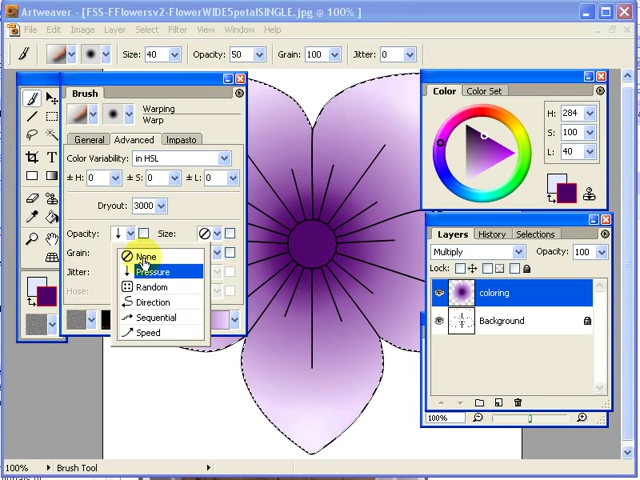 Artweaver - [FSS-FFlowersv2-FlowerWIDE5petalSINGLE.jpg @ 100% ]
File Edit Image Layer Select Filter View Window Help
Size: 40 Opacity: 50 Grain: 100 Jitter: 0
Brush
Warping
Warp
General Advanced Impasto
Color Variability: in HSL
± H: 0 ± S: 0 ± L: 0
Dryout: 3000
Opacity: Size:
Grain:
Jitter:
Hose:
None
Pressure
Random
Direction
Sequential
Speed
Color Color Set
H: 284
S: 100
L: 40
Layers History Selections
Multiply Opacity: 100
Lock:
coloring
Background
100%
100% Brush Tool